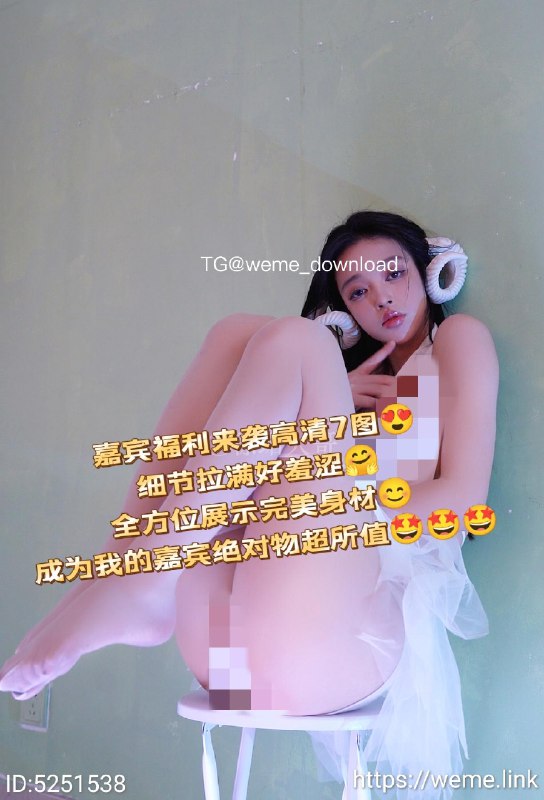 TG@weme_download
嘉宾福利来袭高清7图😍
细节拉满好羞涩🤗
全方位展示完美身材😊
成为我的嘉宾绝对物超所值🤩🤩🤩
ID:5251538
https://weme.link